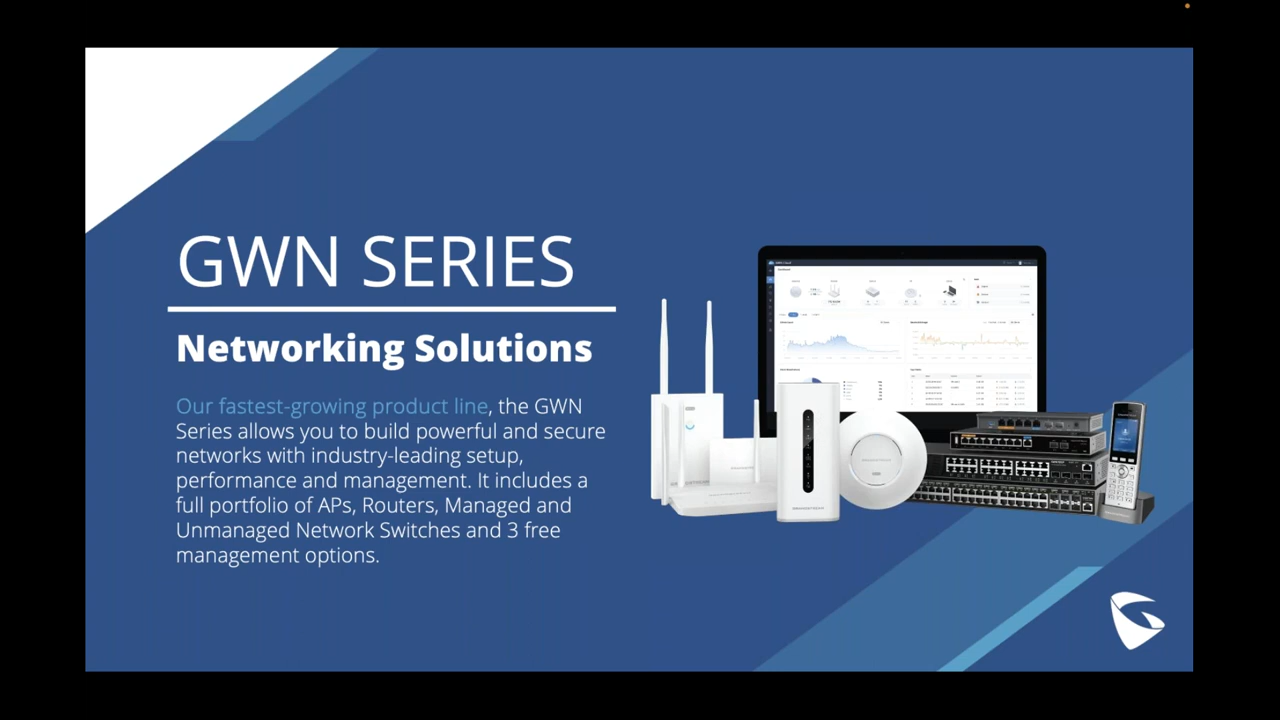 GWN SERIES
Networking Solutions
Our fastest-growing product line, the GWN
Series allows you to build powerful and secure
networks with industry-leading setup,
performance and management. It includes a
full portfolio of APs, Routers, Managed and
Unmanaged Network Switches and 3 free
management options.